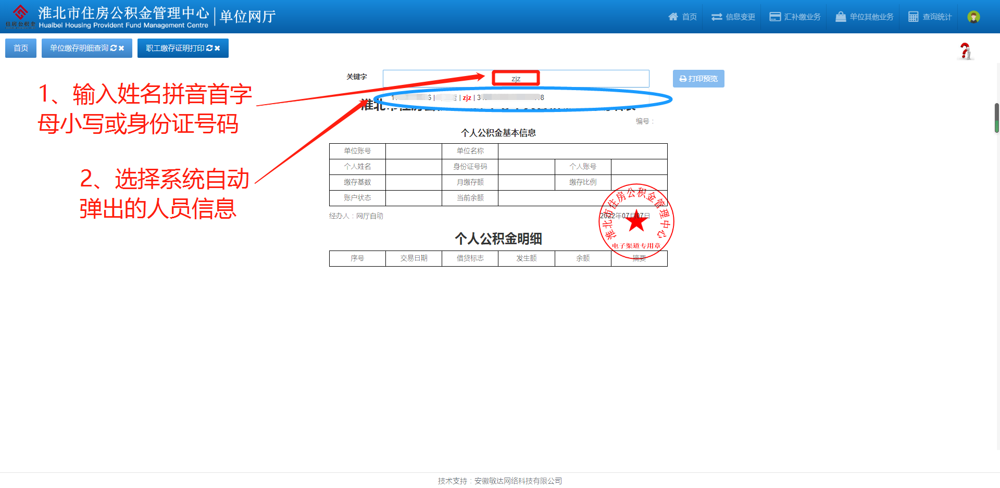 淮北市住房公积金管理中心 单位网厅
Huaibei Housing Provident Fund Management Centre
住房公积金
首页 信息变更 汇补缴业务 单位其他业务 查询统计
首页 单位缴存明细查询 职工缴存证明打印
关键字 zjz 打印预览
1、输入姓名拼音首字
母小写或身份证号码
6 | 哲 | zjz | 3 8
淮北市住房
编号：
个人公积金基本信息
单位账号 单位名称
个人姓名 身份证号码 个人账号
缴存基数 月缴存额 缴存比例
账户状态 当前余额
2、选择系统自动
弹出的人员信息
经办人：网厅自助 2022年07月07日
淮北市住房公积金管理中心
电子渠道专用章
个人公积金明细
序号 交易日期 借贷标志 发生额 余额 摘要
技术支持：安徽敏达网络科技有限公司